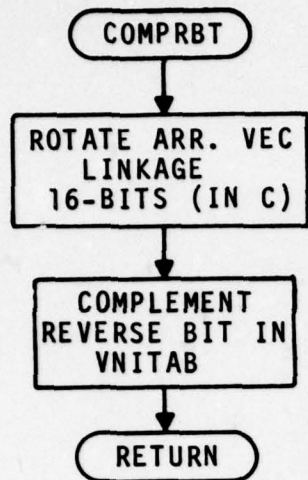 COMPRBT
ROTATE ARR. VEC
LINKAGE
16-BITS (IN C)
COMPLEMENT
REVERSE BIT IN
VNITAB
RETURN